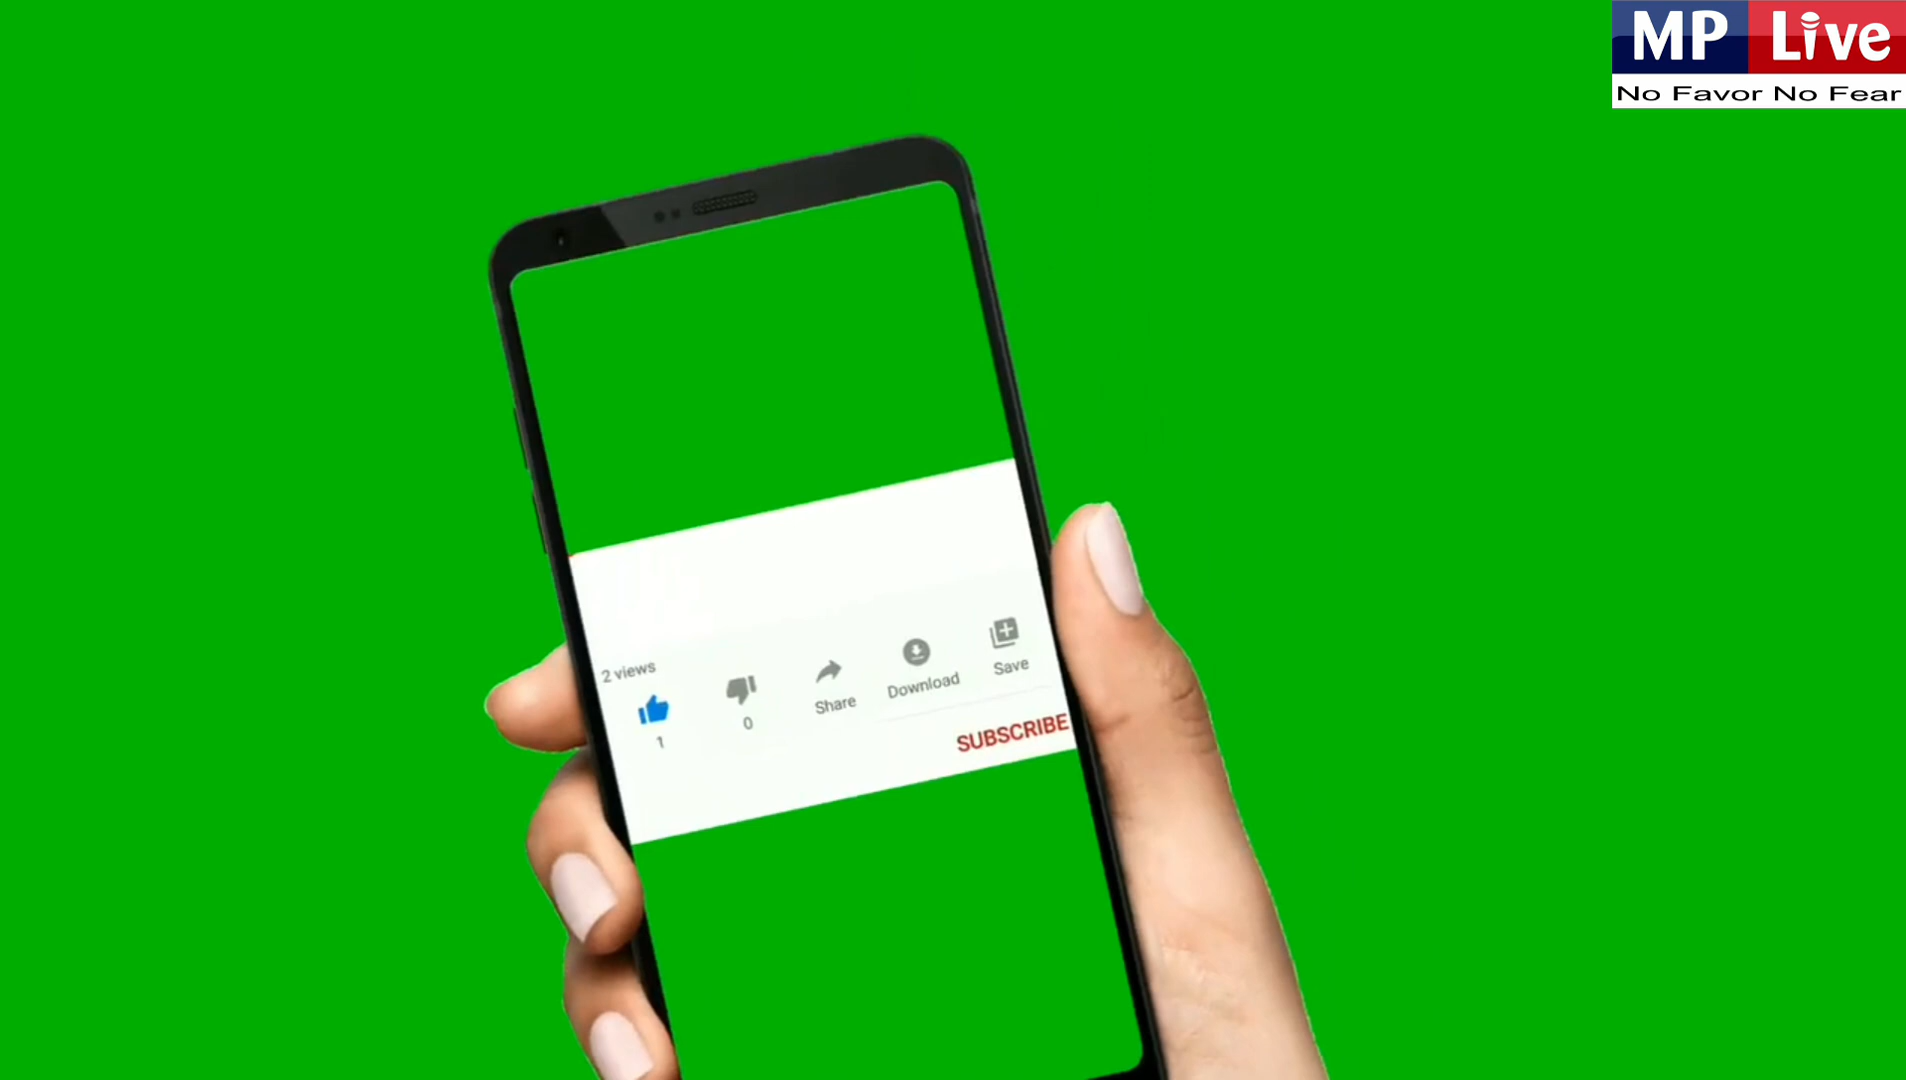 MP Live
No Favor No Fear
2 views
1
0
Share
Download
Save
SUBSCRIBE